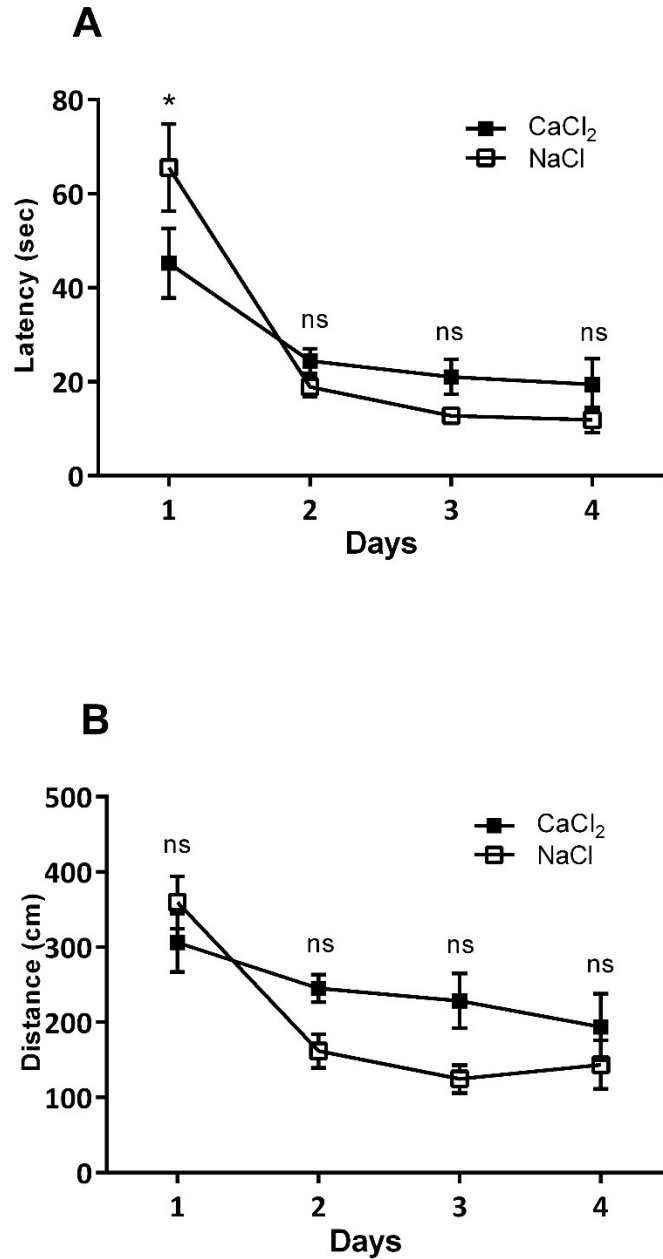 A
80
60
40
20
0
Latency (sec)
*
ns
ns
ns
CaCl₂
NaCl
1 2 3 4
Days
B
500
400
300
200
100
0
Distance (cm)
ns
ns
ns
ns
CaCl₂
NaCl
1 2 3 4
Days